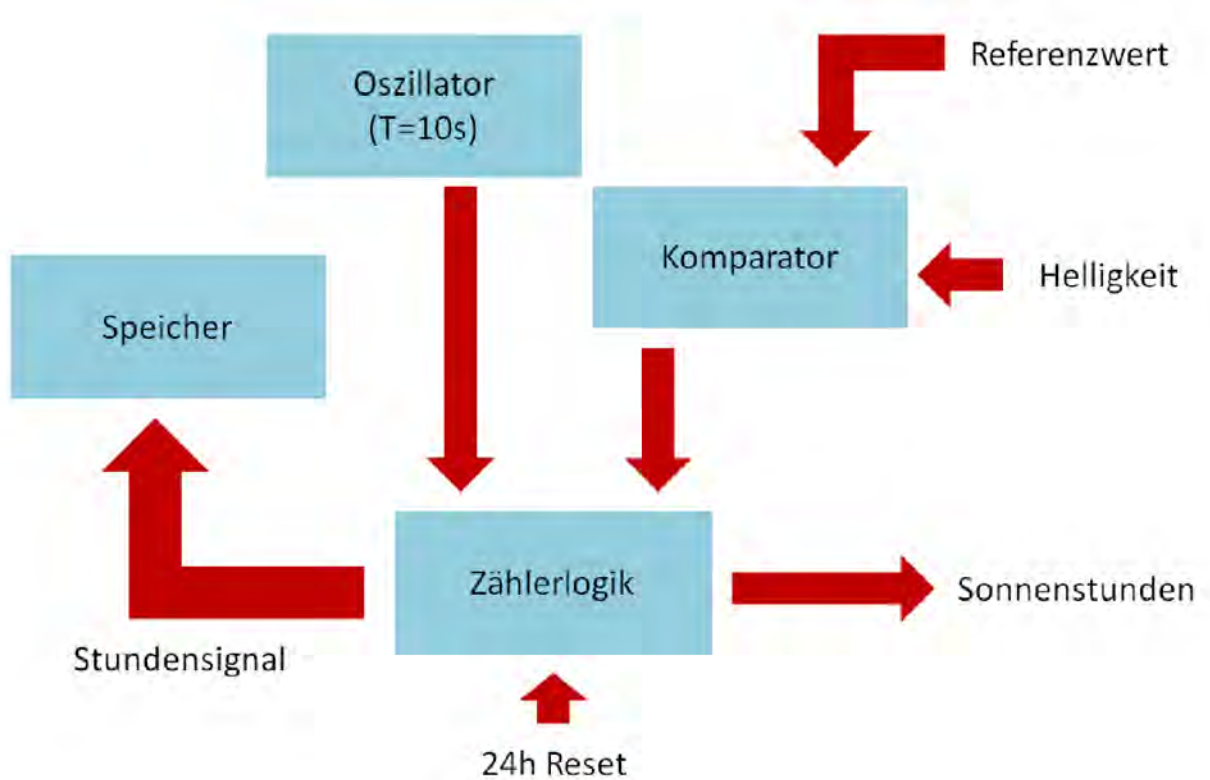 Oszillator
(T=10s)
Referenzwert
Komparator
Helligkeit
Speicher
Zählerlogik
Sonnenstunden
Stundensignal
24h Reset